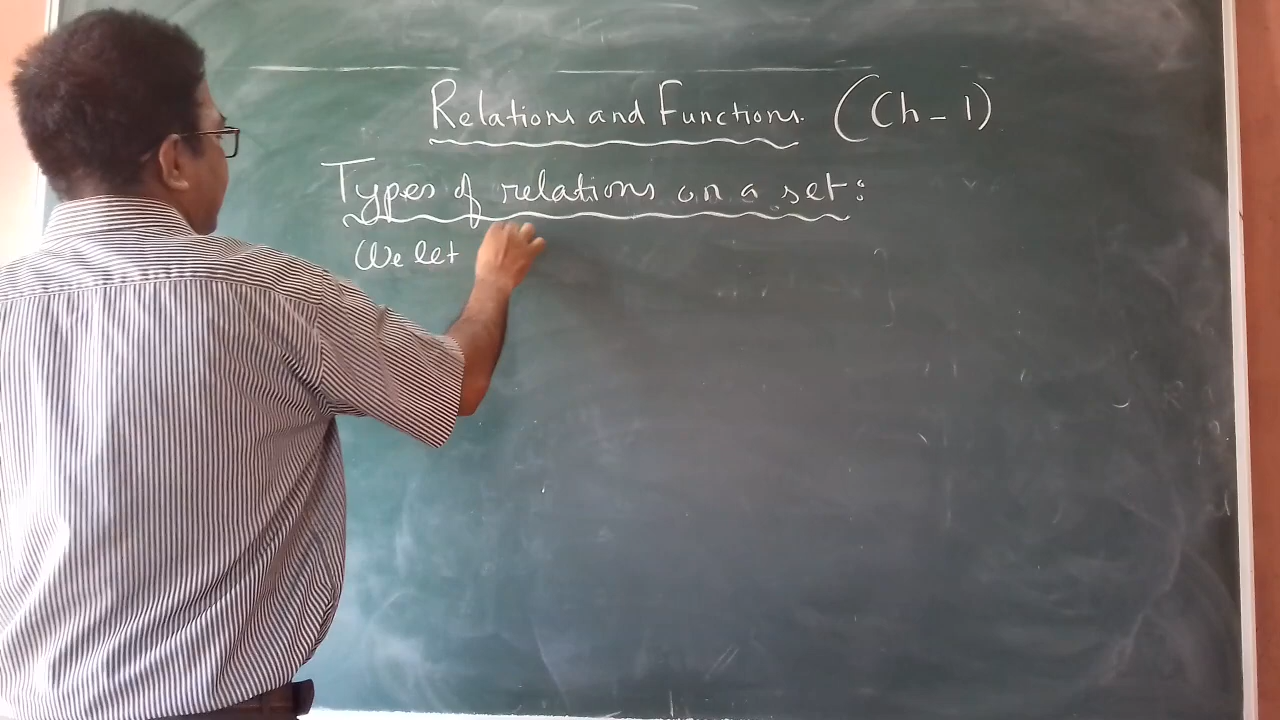 Relations and Functions. (Ch - 1)
Types of relations on a set:
We let